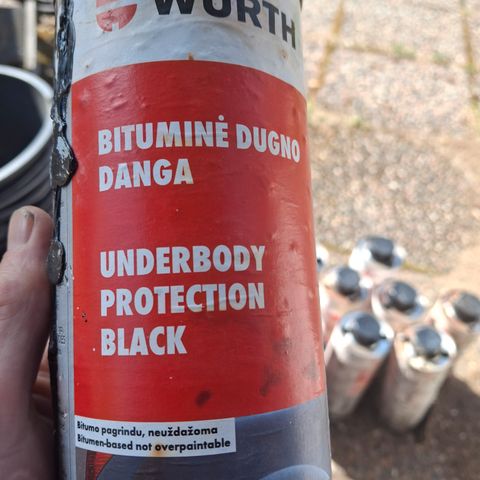 WÜRTH
BITUMINĖ DUGNO
DANGA
UNDERBODY
PROTECTION
BLACK
Bitumo pagrindu, neuždažoma
Bitumen-based not overpaintable